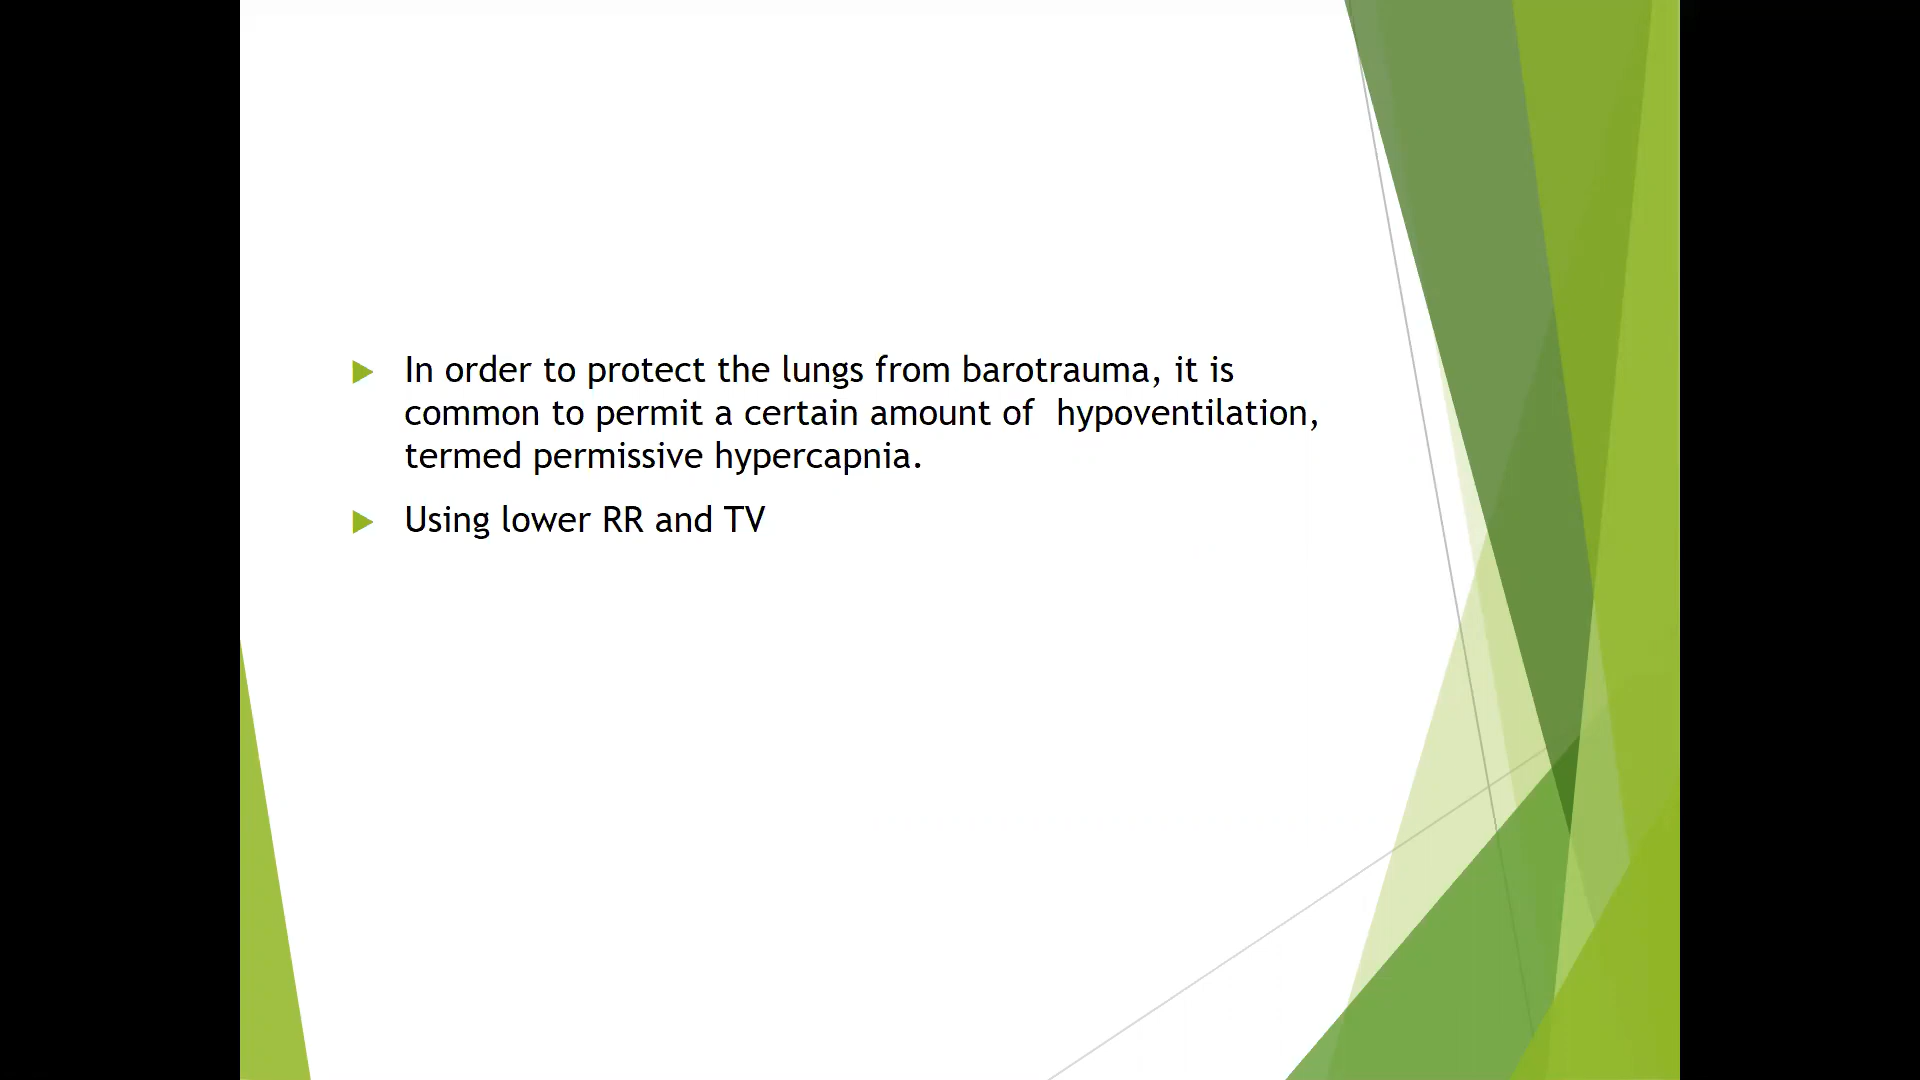 In order to protect the lungs from barotrauma, it is
common to permit a certain amount of  hypoventilation,
termed permissive hypercapnia.
Using lower RR and TV